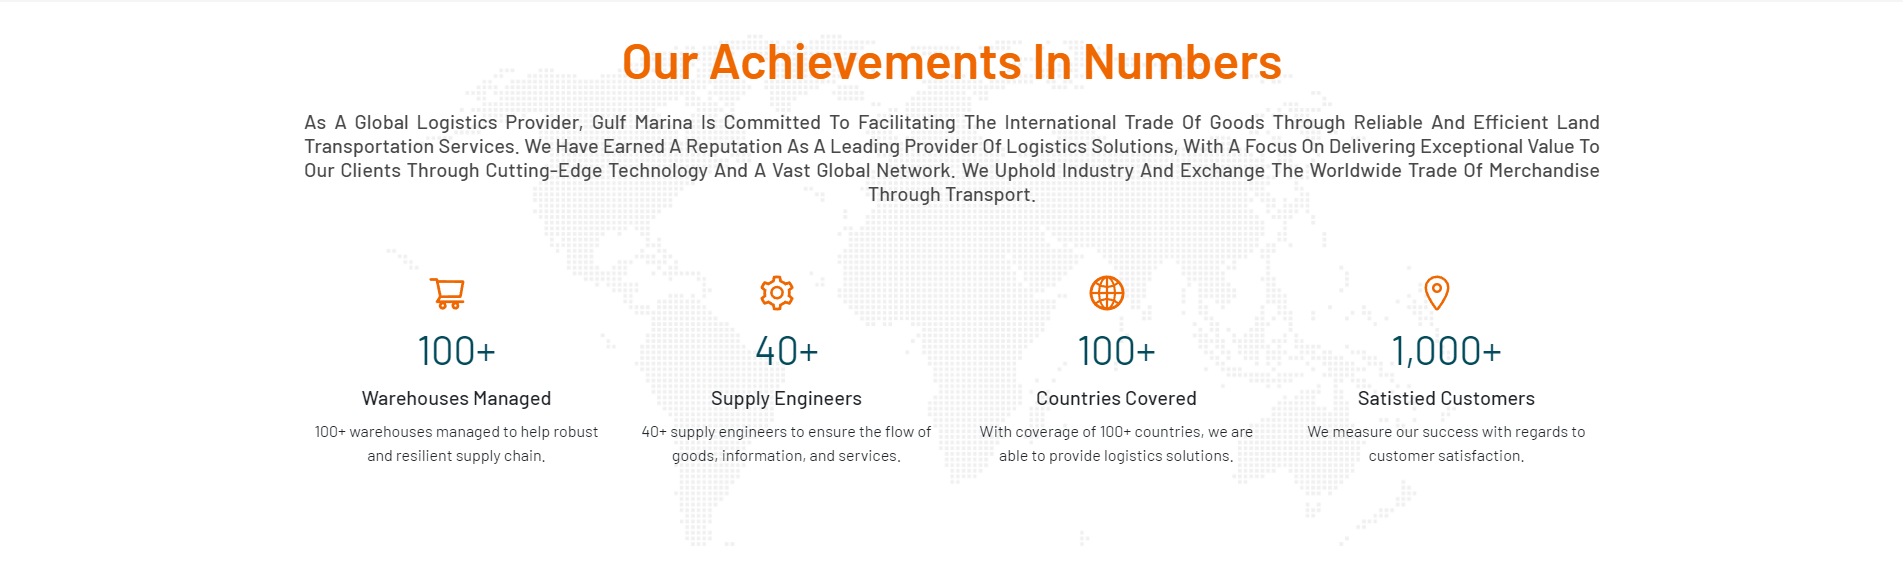 Our Achievements In Numbers
As A Global Logistics Provider, Gulf Marina Is Committed To Facilitating The International Trade Of Goods Through Reliable And Efficient Land
Transportation Services. We Have Earned A Reputation As A Leading Provider Of Logistics Solutions, With A Focus On Delivering Exceptional Value To
Our Clients Through Cutting-Edge Technology And A Vast Global Network. We Uphold Industry And Exchange The Worldwide Trade Of Merchandise
Through Transport.
100+
Warehouses Managed
100+ warehouses managed to help robust
and resilient supply chain.
40+
Supply Engineers
40+ supply engineers to ensure the flow of
goods, information, and services.
100+
Countries Covered
With coverage of 100+ countries, we are
able to provide logistics solutions.
1,000+
Satistied Customers
We measure our success with regards to
customer satisfaction.